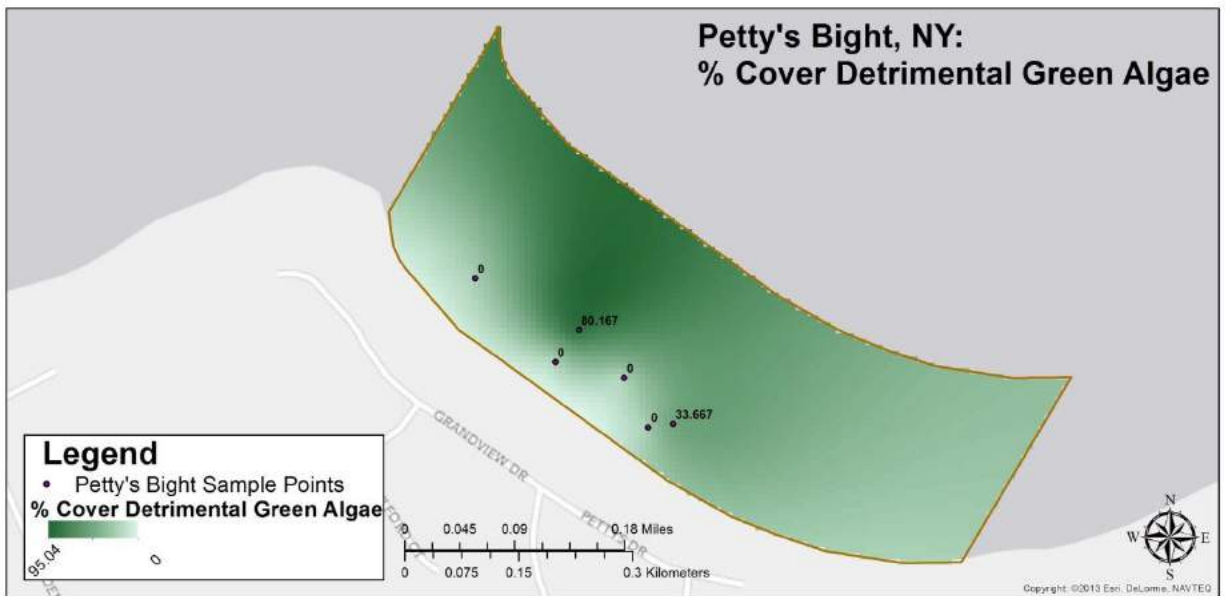 Petty's Bight, NY:
% Cover Detrimental Green Algae
0
80.167
0
0
0
33.667
GRANDVIEW DR
PETTYS DR
Legend
Petty's Bight Sample Points
% Cover Detrimental Green Algae
95.04
0
0 0.045 0.09 0.18 Miles
0 0.075 0.15 0.3 Kilometers
N
W E
S
Copyright: ©2013 Esri, DeLorme, NAVTEQ